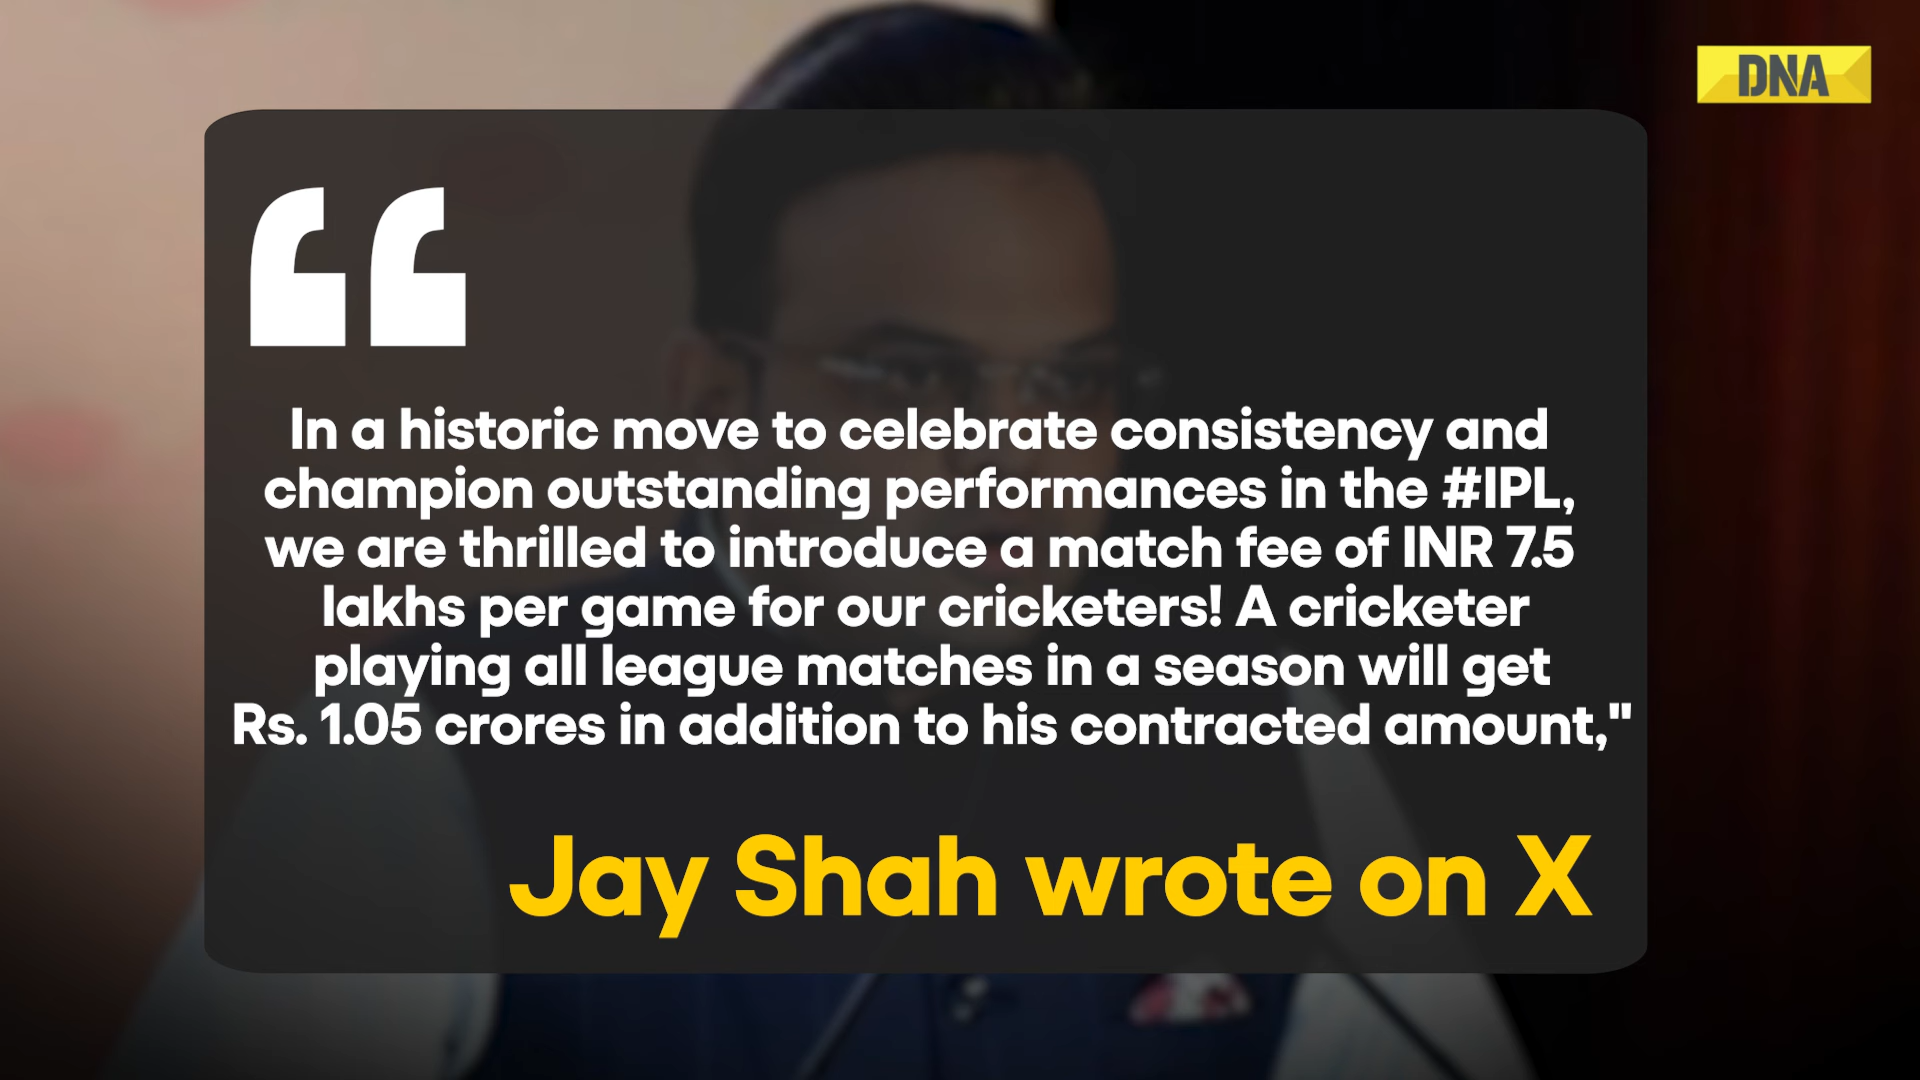 DNA
“
In a historic move to celebrate consistency and
champion outstanding performances in the #IPL,
we are thrilled to introduce a match fee of INR 7.5
lakhs per game for our cricketers! A cricketer
playing all league matches in a season will get
Rs. 1.05 crores in addition to his contracted amount,"
Jay Shah wrote on X